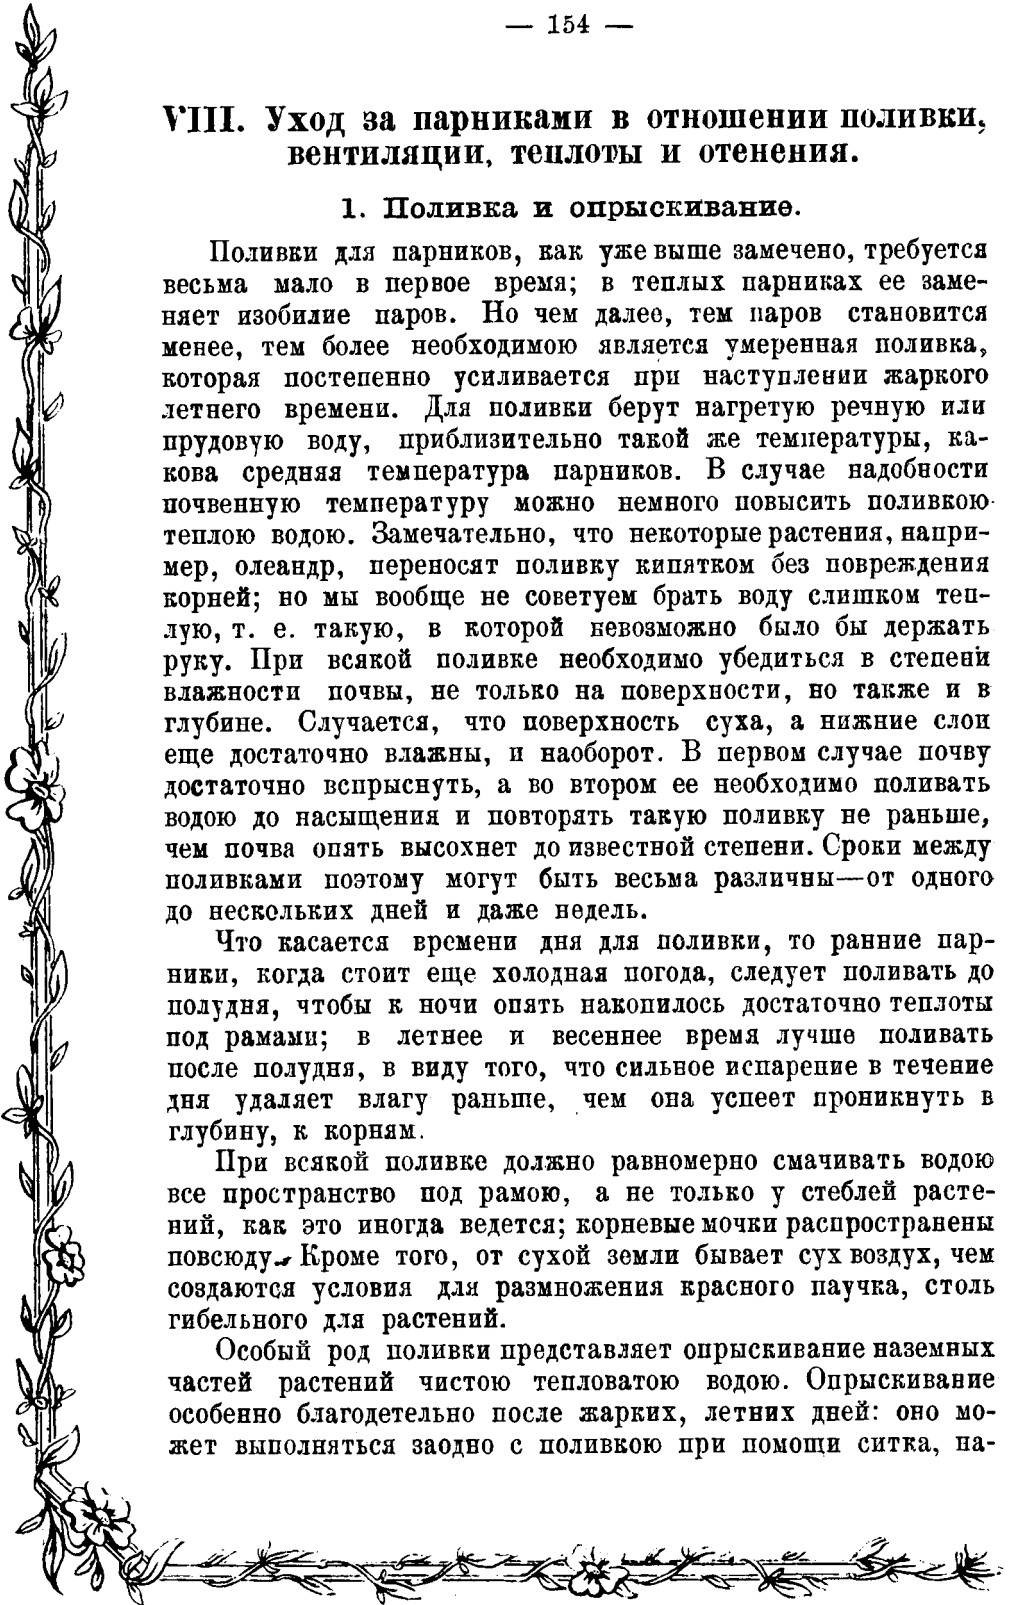 — 154 —
VIII. Уход за парниками в отношении поливки,
вентиляции, теплоты и отенения.
1. Поливка и опрыскивание.
Поливки для парников, как уже выше замечено, требуется
весьма мало в первое время; в теплых парниках ее заме-
няет изобилие паров. Но чем далее, тем паров становится
менее, тем более необходимою является умеренная поливка,
которая постепенно усиливается при наступлении жаркого
летнего времени. Для поливки берут нагретую речную или
прудовую воду, приблизительно такой же температуры, ка-
кова средняя температура парников. В случае надобности
почвенную температуру можно немного повысить поливкою
теплою водою. Замечательно, что некоторые растения, напри-
мер, олеандр, переносят поливку кипятком без повреждения
корней; но мы вообще не советуем брать воду слишком теп-
лую, т. е. такую, в которой невозможно было бы держать
руку. При всякой поливке необходимо убедиться в степени
влажности почвы, не только на поверхности, но также и в
глубине. Случается, что поверхность суха, а нижние слои
еще достаточно влажны, и наоборот. В первом случае почву
достаточно вспрыснуть, а во втором ее необходимо поливать
водою до насыщения и повторять такую поливку не раньше,
чем почва опять высохнет до известной степени. Сроки между
поливками поэтому могут быть весьма различны—от одного
до нескольких дней и даже недель.
Что касается времени дня для поливки, то ранние пар-
ники, когда стоит еще холодная погода, следует поливать до
полудня, чтобы к ночи опять накопилось достаточно теплоты
под рамами; в летнее и весеннее время лучше поливать
после полудня, в виду того, что сильное испарение в течение
дня удаляет влагу раньше, чем она успеет проникнуть в
глубину, к корням.
При всякой поливке должно равномерно смачивать водою
все пространство под рамою, а не только у стеблей расте-
ний, как это иногда ведется; корневые мочки распространены
повсюду. Кроме того, от сухой земли бывает сух воздух, чем
создаются условия для размножения красного паучка, столь
гибельного для растений.
Особый род поливки представляет опрыскивание наземных
частей растений чистою тепловатою водою. Опрыскивание
особенно благодетельно после жарких, летних дней: оно мо-
жет выполняться заодно с поливкою при помощи ситка, на-